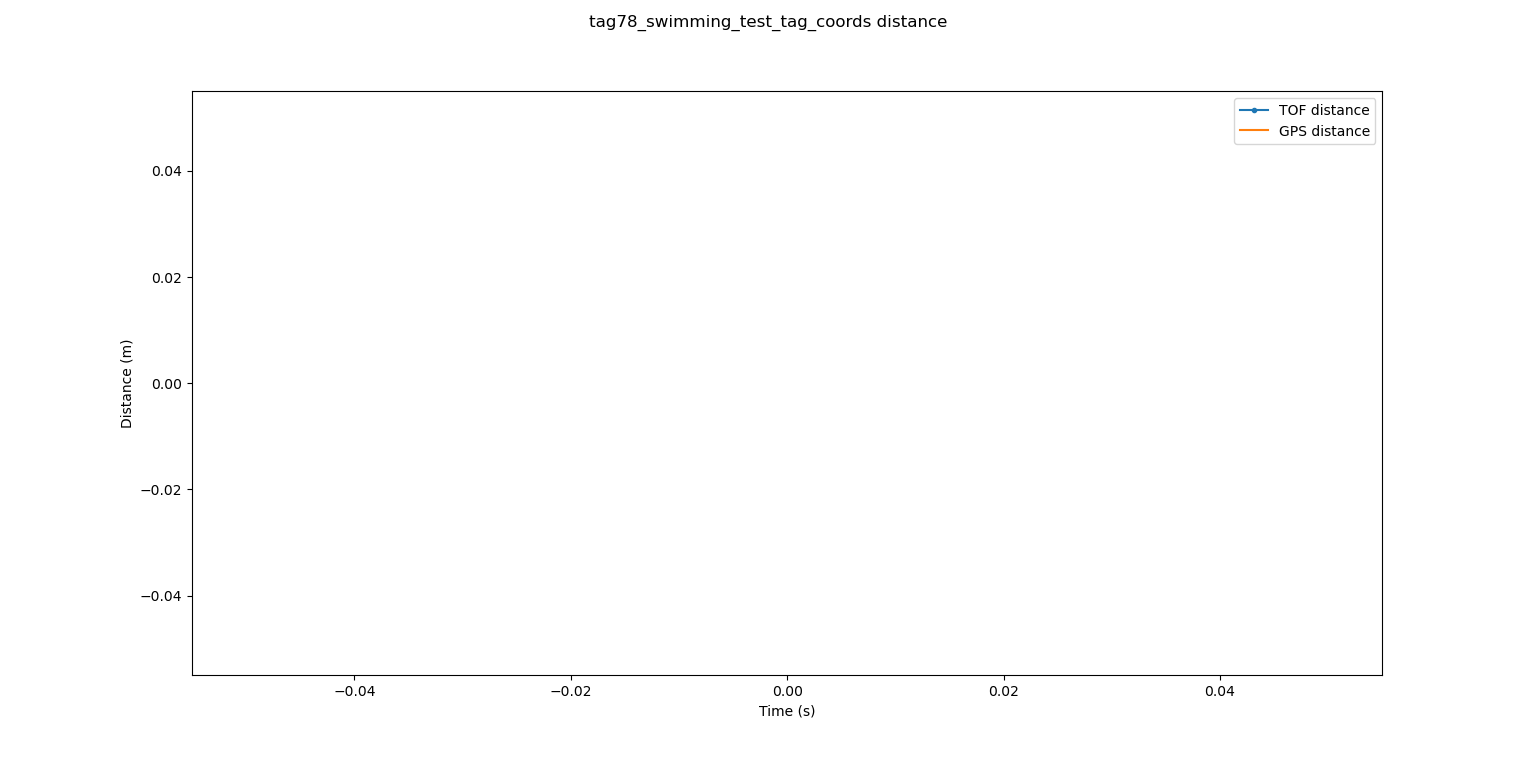 tag78_swimming_test_tag_coords distance
TOF distance
GPS distance
0.04
0.02
0.00
−0.02
−0.04
Distance (m)
−0.04
−0.02
0.00
0.02
0.04
Time (s)